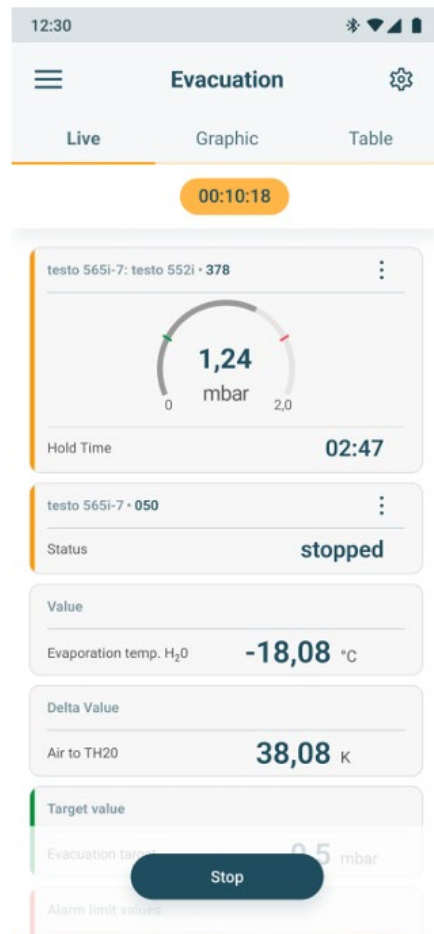 12:30
Evacuation
Live Graphic Table
00:10:18
testo 565i-7: testo 552i • 378
1,24
mbar
0 2,0
Hold Time 02:47
testo 565i-7 • 050
Status stopped
Value
Evaporation temp. H₂0 -18,08 °C
Delta Value
Air to TH20 38,08 K
Target value
Evacuation target 0,5 mbar
Stop
Alarm limit values